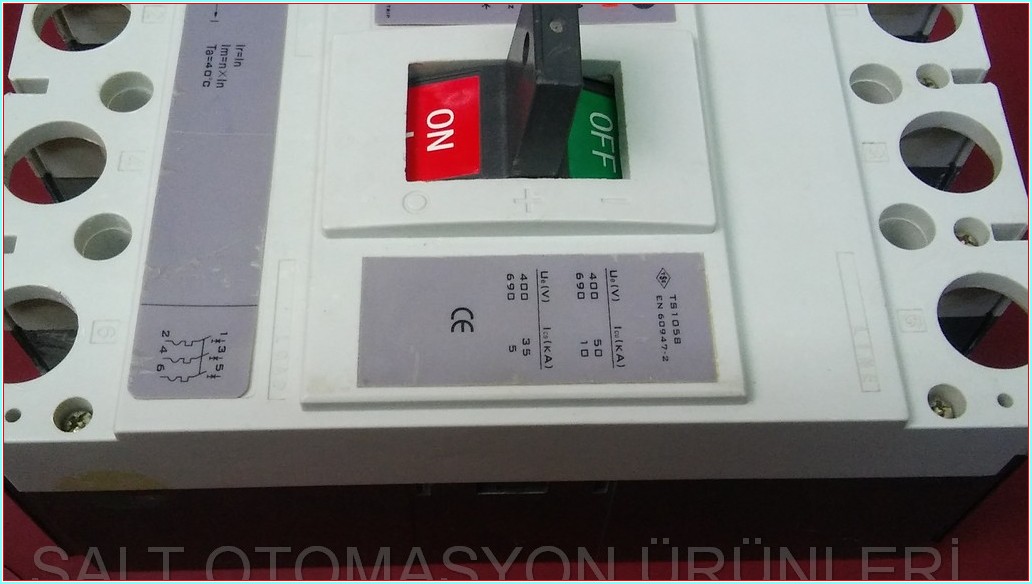 Ir=In
Im=n×In
Ta=40°C
ON
OFF
TS1058
EN 60947-2
Ue(V) Icu(KA)
400 50
690 10
Ue(V) Ics(KA)
400 35
690 5
CE
1 3 5
2 4 6
SALT OTOMASYON ÜRÜNLERİ